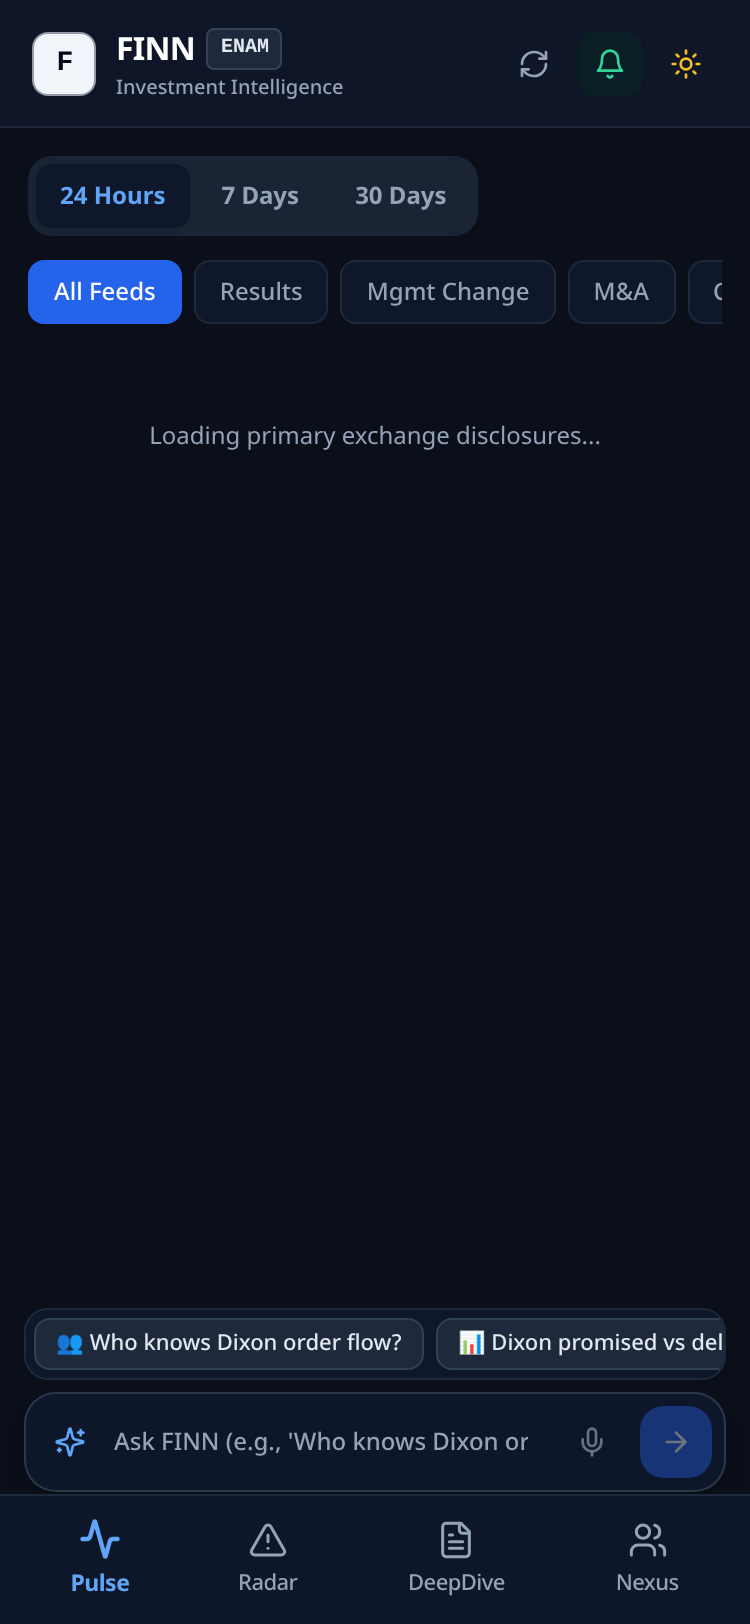 F
FINN
ENAM
Investment Intelligence
24 Hours
7 Days
30 Days
All Feeds
Results
Mgmt Change
M&A
Loading primary exchange disclosures...
👥 Who knows Dixon order flow?
📊 Dixon promised vs del
Ask FINN (e.g., 'Who knows Dixon or
Pulse
Radar
DeepDive
Nexus